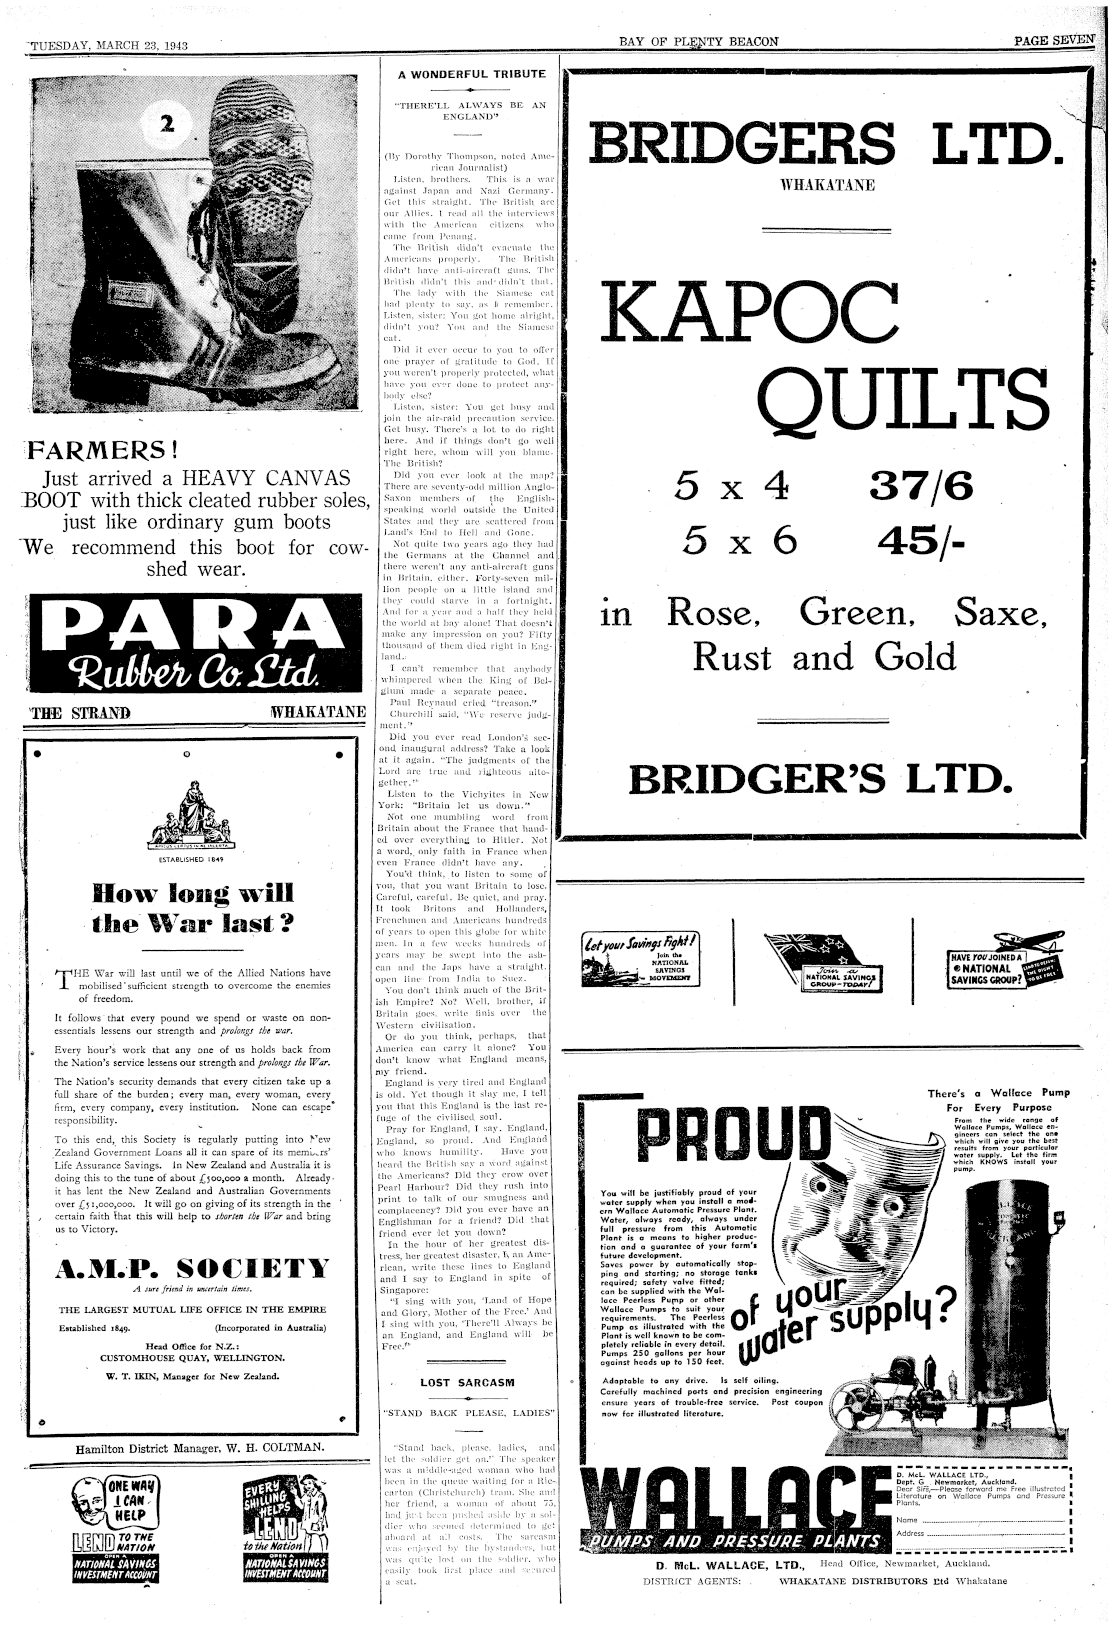 TUESDAY, MARCH 23, 1943
BAY OF PLENTY BEACON
PAGE SEVEN
2
FARMERS!
Just arrived a HEAVY CANVAS
BOOT with thick cleated rubber soles,
just like ordinary gum boots
We recommend this boot for cow-
shed wear.
PARA
Rubber Co. Ltd.
THE STRAND WHAKATANE
ESTABLISHED 1849
How long will
the War last?
THE War will last until we of the Allied Nations have
mobilised sufficient strength to overcome the enemies
of freedom.
It follows that every pound we spend or waste on non-
essentials lessens our strength and prolongs the war.
Every hour's work that any one of us holds back from
the Nation's service lessens our strength and prolongs the War.
The Nation's security demands that every citizen take up a
full share of the burden; every man, every woman, every
firm, every company, every institution. None can escape
responsibility.
To this end, this Society is regularly putting into New
Zealand Government Loans all it can spare of its members'
Life Assurance Savings. In New Zealand and Australia it is
doing this to the tune of about £500,000 a month. Already
it has lent the New Zealand and Australian Governments
over £51,000,000. It will go on giving of its strength in the
certain faith that this will help to shorten the War and bring
us to Victory.
A.M.P. SOCIETY
A sure friend in uncertain times.
THE LARGEST MUTUAL LIFE OFFICE IN THE EMPIRE
Established 1849. (Incorporated in Australia)
Head Office for N.Z.:
CUSTOMHOUSE QUAY, WELLINGTON.
W. T. IKIN, Manager for New Zealand.
Hamilton District Manager, W. H. COLTMAN.
ONE WAY
I CAN
HELP
LEND TO THE
NATION
OPEN A
NATIONAL SAVINGS
INVESTMENT ACCOUNT
EVERY
SHILLING
HELPS
LEND
to the Nation
OPEN A
NATIONAL SAVINGS
INVESTMENT ACCOUNT
A WONDERFUL TRIBUTE
"THERE'LL ALWAYS BE AN
ENGLAND"
(By Dorothy Thompson, noted Ame-
rican Journalist)
Listen, brothers. This is a war
against Japan and Nazi Germany.
Get this straight. The British are
our Allies. I read all the interviews
with the American citizens who
came from Penang.
The British didn't evacuate the
Americans properly. The British
didn't have anti-aircraft guns. The
British didn't this and didn't that.
The lady with the Siamese cat
had plenty to say, as I remember.
Listen, sister: You got home alright,
didn't you? You and the Siamese
cat.
Did it ever occur to you to offer
one prayer of gratitude to God. If
you weren't properly protected, what
have you ever done to protect any-
body else?
Listen, sister: You get busy and
join the air-raid precaution service.
Get busy. There's a lot to do right
here. And if things don't go well
right here, whom will you blame.
The British?
Did you ever look at the map?
There are seventy-odd million Anglo-
Saxon members of the English-
speaking world outside the United
States and they are scattered from
Land's End to Hell and Gone.
Not quite two years ago they had
the Germans at the Channel and
there weren't any anti-aircraft guns
in Britain, either. Forty-seven mil-
lion people on a little island and
they could starve in a fortnight.
And for a year and a half they held
the world at bay alone! That doesn't
make any impression on you? Fifty
thousand of them died right in Eng-
land.
I can't remember that anybody
whimpered when the King of Bel-
gium made a separate peace.
Paul Reynaud cried "treason."
Churchill said, "We reserve judg-
ment."
Did you ever read London's sec-
ond inaugural address? Take a look
at it again. "The judgments of the
Lord are true and righteous alto-
gether."
Listen to the Vichyites in New
York: "Britain let us down."
Not one mumbling word from
Britain about the France that hand-
ed over everything to Hitler. Not
a word, only faith in France when
even France didn't have any.
You'd think, to listen to some of
you, that you want Britain to lose.
Careful, careful. Be quiet, and pray.
It took Britons and Hollanders,
Frenchmen and Americans hundreds
of years to open this globe for white
men. In a few weeks hundreds of
years may be swept into the ash-
can and the Japs have a straight.
open line from India to Suez.
You don't think much of the Brit-
ish Empire? No? Well, brother, if
Britain goes, write finis over the
Western civilisation.
Or do you think, perhaps, that
America can carry it alone? You
don't know what England means,
my friend.
England is very tired and England
is old. Yet though it slay me, I tell
you that this England is the last re-
fuge of the civilised soul.
Pray for England, I say. England,
England, so proud. And England
who knows humility. Have you
heard the British say a word against
the Americans? Did they crow over
Pearl Harbour? Did they rush into
print to talk of our smugness and
complacency? Did you ever have an
Englishman for a friend? Did that
friend ever let you down?
In the hour of her greatest dis-
tress, her greatest disaster, I, an Ame-
rican, write these lines to England
and I say to England in spite of
Singapore:
"I sing with you, 'Land of Hope
and Glory, Mother of the Free.' And
I sing with you, 'There'll Always be
an England, and England will be
Free.'"
LOST SARCASM
"STAND BACK PLEASE, LADIES"
"Stand back, please, ladies, and
let the soldier get on." The speaker
was a middle-aged woman who had
been in the queue waiting for a Ric-
carton (Christchurch) tram. She and
her friend, a woman of about 75,
had just been pushed aside by a sol-
dier who seemed determined to get
aboard at all costs. The sarcasm
was enjoyed by the bystanders, but
was quite lost on the soldier, who
easily took first place and secured
a seat.
BRIDGERS LTD.
WHAKATANE
KAPOC
QUILTS
5 x 4 37/6
5 x 6 45/-
in Rose, Green, Saxe,
Rust and Gold
BRIDGER'S LTD.
Let your Savings Fight!
Join the
NATIONAL
SAVINGS
MOVEMENT
Join a
NATIONAL SAVINGS
GROUP-TODAY!
HAVE YOU JOINED A
NATIONAL
SAVINGS GROUP?
LEND TO DEFEND
THE RIGHT
TO BE FREE
There's a Wallace Pump
For Every Purpose
From the wide range of
Wallace Pumps, Wallace en-
gineers can select the one
which will give you the best
results from your particular
water supply. Let the firm
which KNOWS install your
pump.
PROUD
of your
water supply?
You will be justifiably proud of your
water supply when you install a mod-
ern Wallace Automatic Pressure Plant.
Water, always ready, always under
full pressure from this Automatic
Plant is a means to higher produc-
tion and a guarantee of your farm's
future development.
Saves power by automatically stop-
ping and starting; no storage tanks
required; safety valve fitted;
can be supplied with the Wal-
lace Peerless Pump or other
Wallace Pumps to suit your
requirements. The Peerless
Pump as illustrated with the
Plant is well known to be com-
pletely reliable in every detail.
Pumps 250 gallons per hour
against heads up to 150 feet.
Adaptable to any drive. Is self oiling.
Carefully machined parts and precision engineering
ensure years of trouble-free service. Post coupon
now for illustrated literature.
WALLACE
PUMPS AND PRESSURE PLANTS
D. McL. WALLACE LTD.,
Dept. G Newmarket, Auckland.
Dear Sirs,—Please forward me Free illustrated
Literature on Wallace Pumps and Pressure
Plants.
Name
Address
D. McL. WALLACE, LTD., Head Office, Newmarket, Auckland.
DISTRICT AGENTS: WHAKATANE DISTRIBUTORS Ltd Whakatane